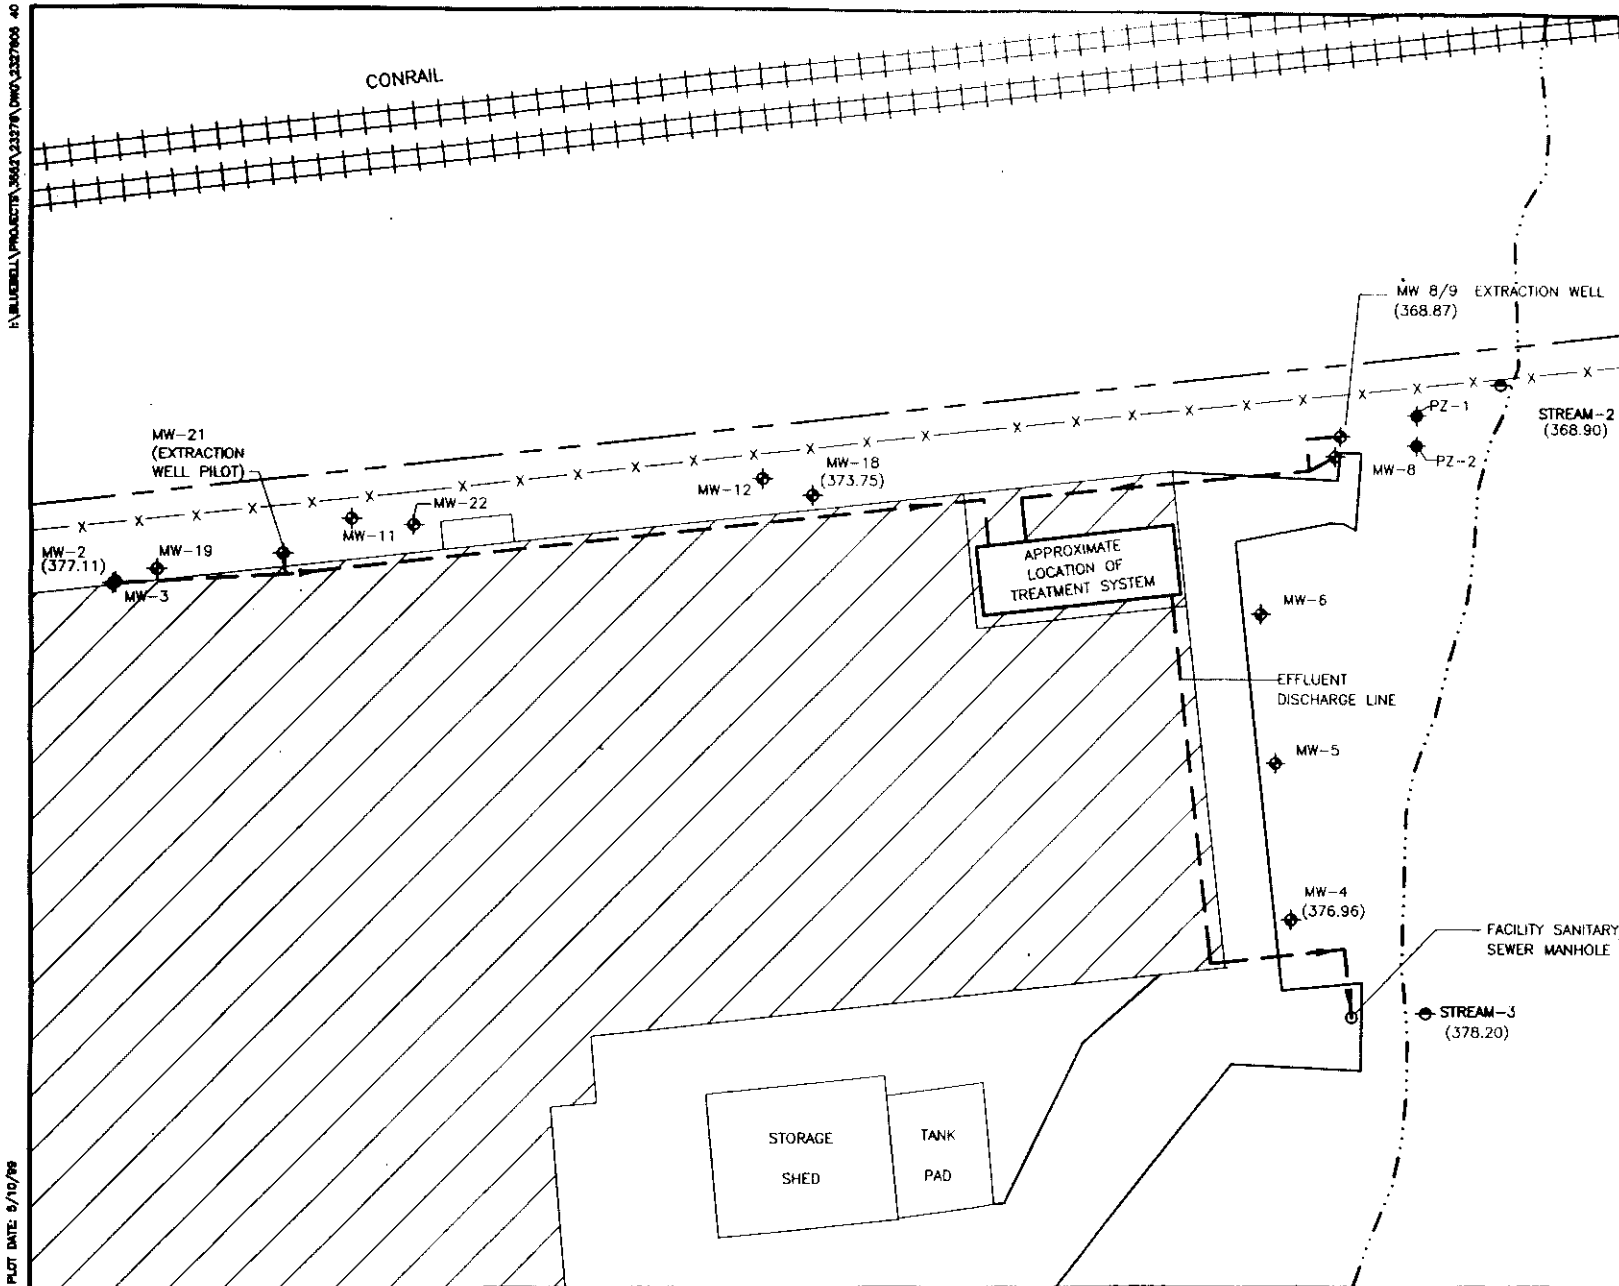 CONRAIL
MW 8/9 EXTRACTION WELL
(368.87)
PZ-1
STREAM-2
(368.90)
PZ-2
MW-8
MW-21
(EXTRACTION
WELL PILOT)
MW-18
(373.75)
MW-12
MW-22
MW-11
MW-2
(377.11)
MW-19
MW-3
APPROXIMATE
LOCATION OF
TREATMENT SYSTEM
MW-6
EFFLUENT
DISCHARGE LINE
MW-5
MW-4
(376.96)
FACILITY SANITARY
SEWER MANHOLE
STREAM-3
(378.20)
STORAGE
SHED
TANK
PAD
PLOT DATE: 5/10/99